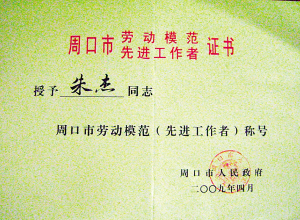 周口市 劳动模范 先进工作者 证书
授予 朱杰 同志
周口市劳动模范(先进工作者)称号
周口市人民政府
二〇〇九年四月